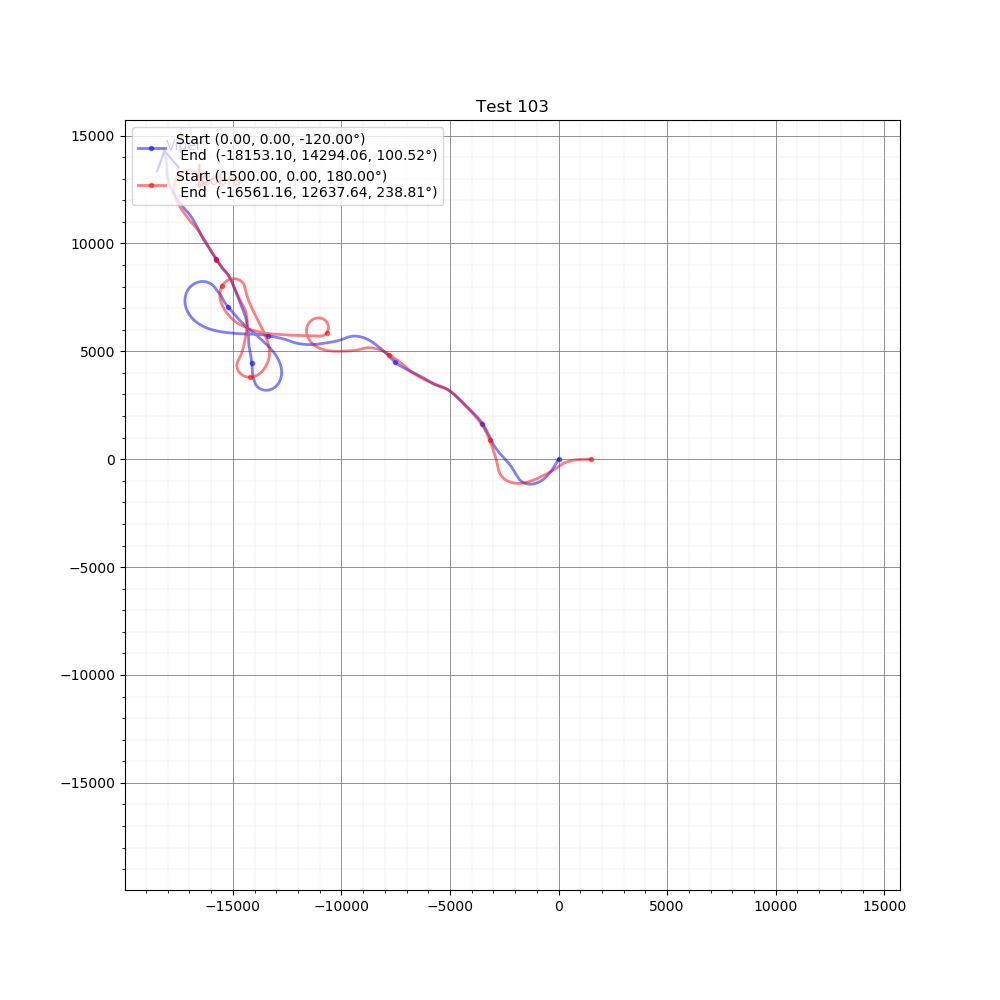 Test 103
Start (0.00, 0.00, -120.00°)
End (-18153.10, 14294.06, 100.52°)
Start (1500.00, 0.00, 180.00°)
End (-16561.16, 12637.64, 238.81°)
15000
10000
5000
0
−5000
−10000
−15000
−15000 −10000 −5000 0 5000 10000 15000